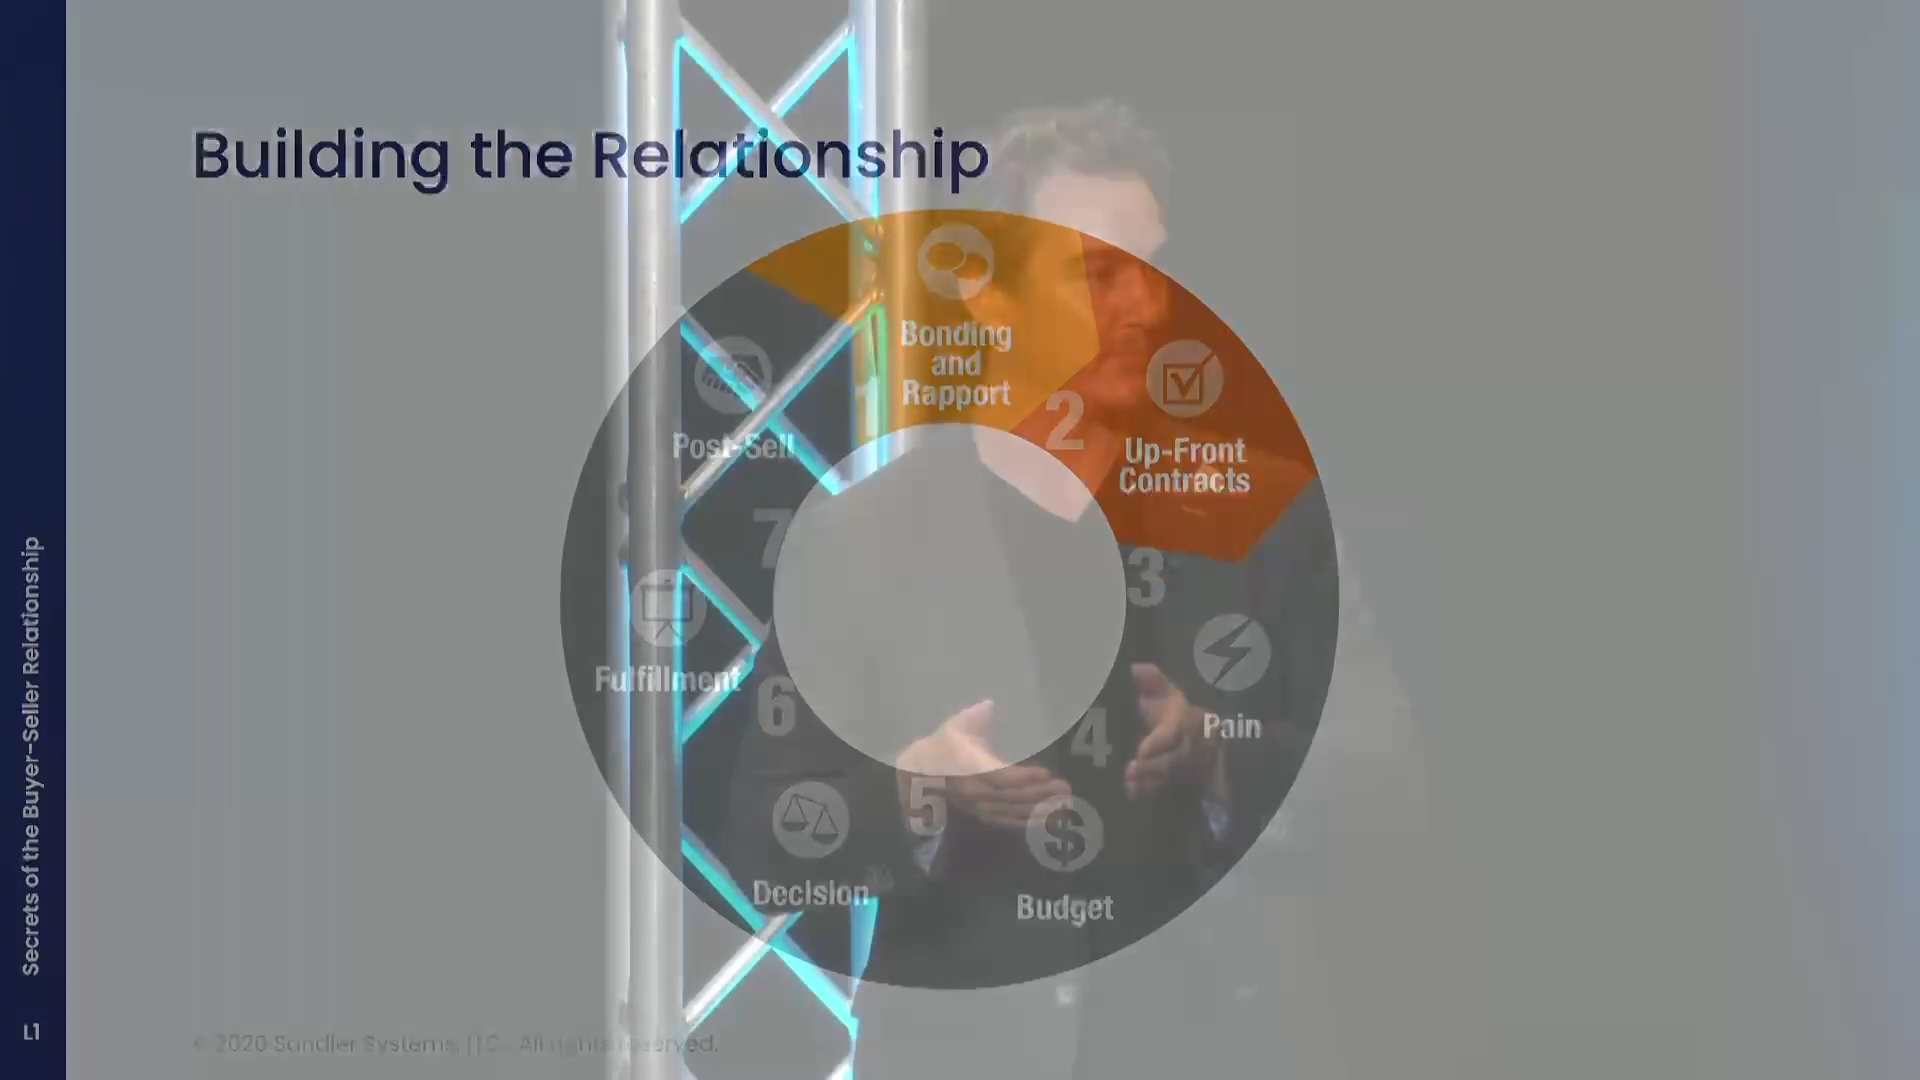 Building the Relationship
1
Bonding
and
Rapport
2
Up-Front
Contracts
3
Pain
4
Budget
5
Decision
6
Fulfillment
7
Post-Sell
Secrets of the Buyer-Seller Relationship
© 2020 Sandler Systems, LLC. All rights reserved.